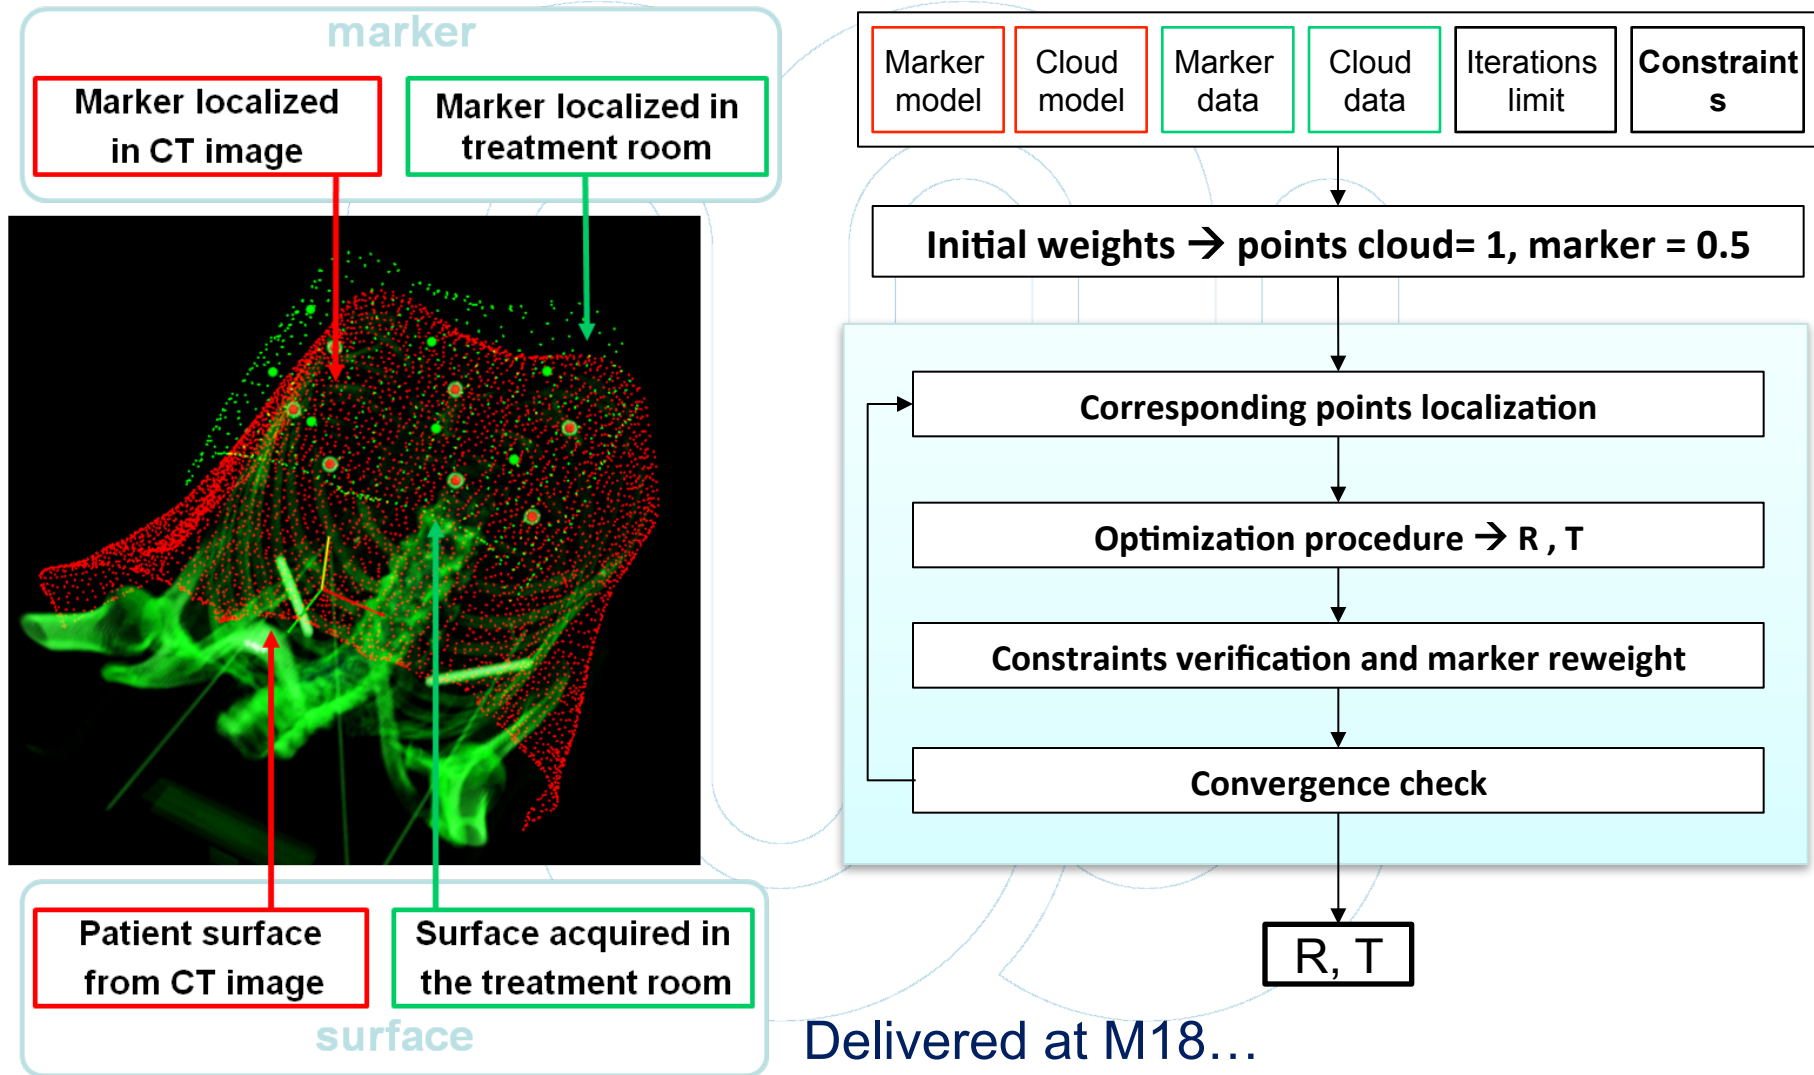 marker
Marker localized
in CT image
Marker localized in
treatment room
Patient surface
from CT image
Surface acquired in
the treatment room
surface
Marker
model
Cloud
model
Marker
data
Cloud
data
Iterations
limit
Constraint
s
Initial weights → points cloud= 1, marker = 0.5
Corresponding points localization
Optimization procedure → R , T
Constraints verification and marker reweight
Convergence check
R, T
Delivered at M18…